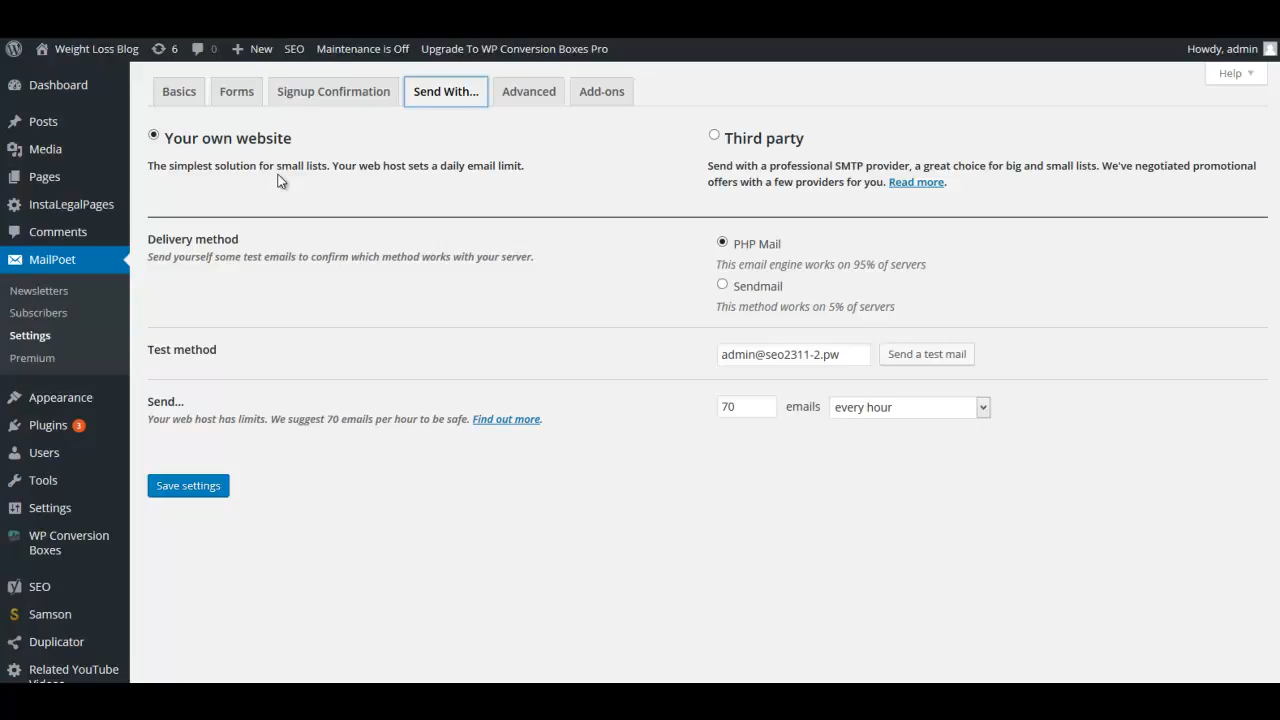 Weight Loss Blog 6 0 New SEO Maintenance is Off Upgrade To WP Conversion Boxes Pro Howdy, admin
Help
Dashboard
Posts
Media
Pages
InstaLegalPages
Comments
MailPoet
Newsletters
Subscribers
Settings
Premium
Appearance
Plugins 3
Users
Tools
Settings
WP Conversion
Boxes
SEO
Samson
Duplicator
Related YouTube
Basics Forms Signup Confirmation Send With... Advanced Add-ons
Your own website
The simplest solution for small lists. Your web host sets a daily email limit.
Third party
Send with a professional SMTP provider, a great choice for big and small lists. We've negotiated promotional
offers with a few providers for you. Read more.
Delivery method
Send yourself some test emails to confirm which method works with your server.
PHP Mail
This email engine works on 95% of servers
Sendmail
This method works on 5% of servers
Test method
admin@seo2311-2.pw Send a test mail
Send...
Your web host has limits. We suggest 70 emails per hour to be safe. Find out more.
70 emails every hour
Save settings